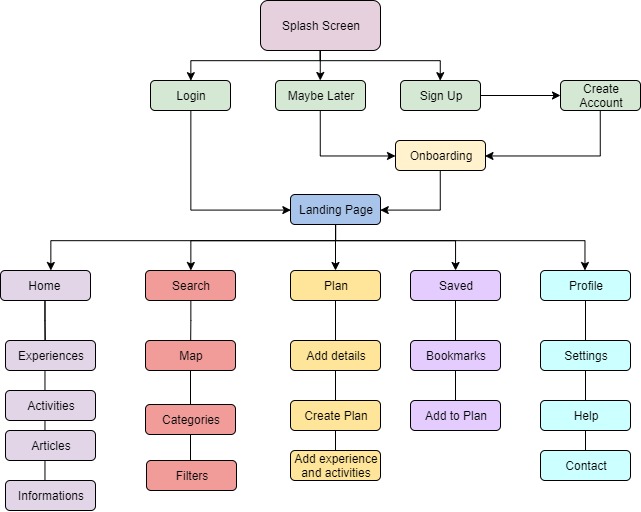 Splash Screen
Login
Maybe Later
Sign Up
Create
Account
Onboarding
Landing Page
Home
Search
Plan
Saved
Profile
Experiences
Map
Add details
Bookmarks
Settings
Activities
Categories
Create Plan
Add to Plan
Help
Articles
Filters
Add experience
and activities
Contact
Informations